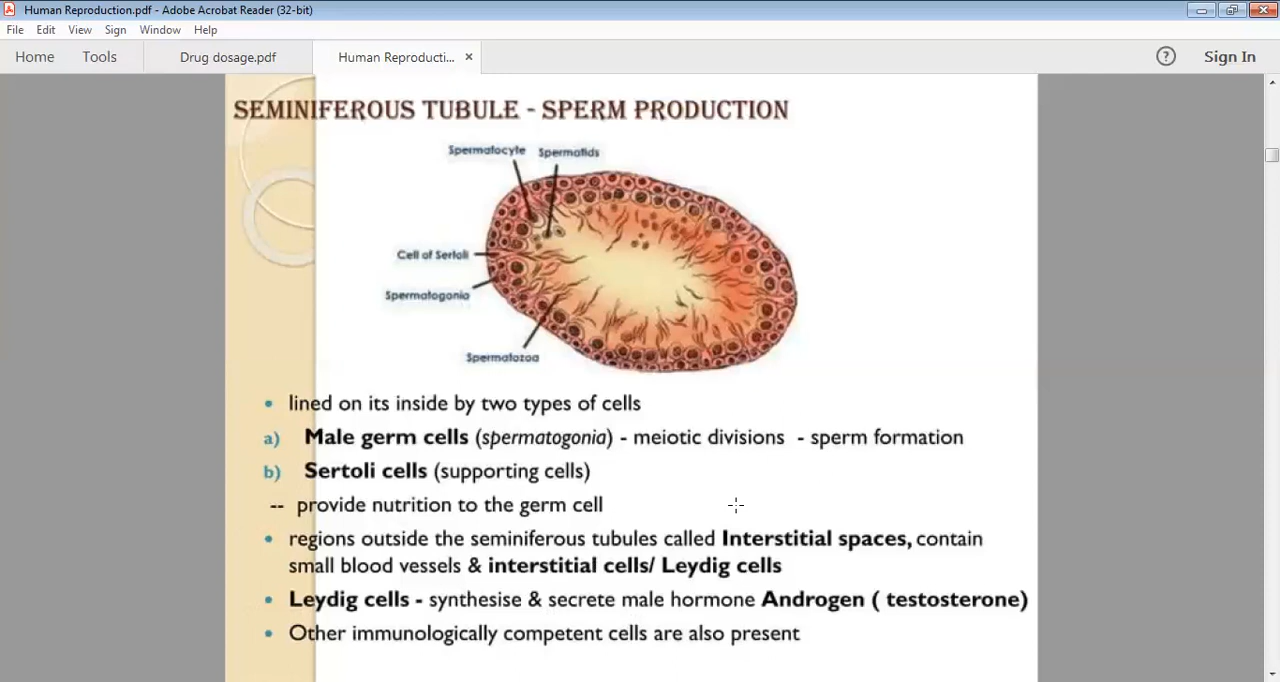 Human Reproduction.pdf - Adobe Acrobat Reader (32-bit)
File Edit View Sign Window Help
Home Tools Drug dosage.pdf Human Reproducti... × ? Sign In
SEMINIFEROUS TUBULE - SPERM PRODUCTION
Spermatocyte Spermatids
Cell of Sertoli
Spermatogonia
Spermatozoa
• lined on its inside by two types of cells
a) Male germ cells (spermatogonia) - meiotic divisions - sperm formation
b) Sertoli cells (supporting cells)
-- provide nutrition to the germ cell
• regions outside the seminiferous tubules called Interstitial spaces, contain
small blood vessels & interstitial cells/ Leydig cells
• Leydig cells - synthesise & secrete male hormone Androgen ( testosterone)
• Other immunologically competent cells are also present